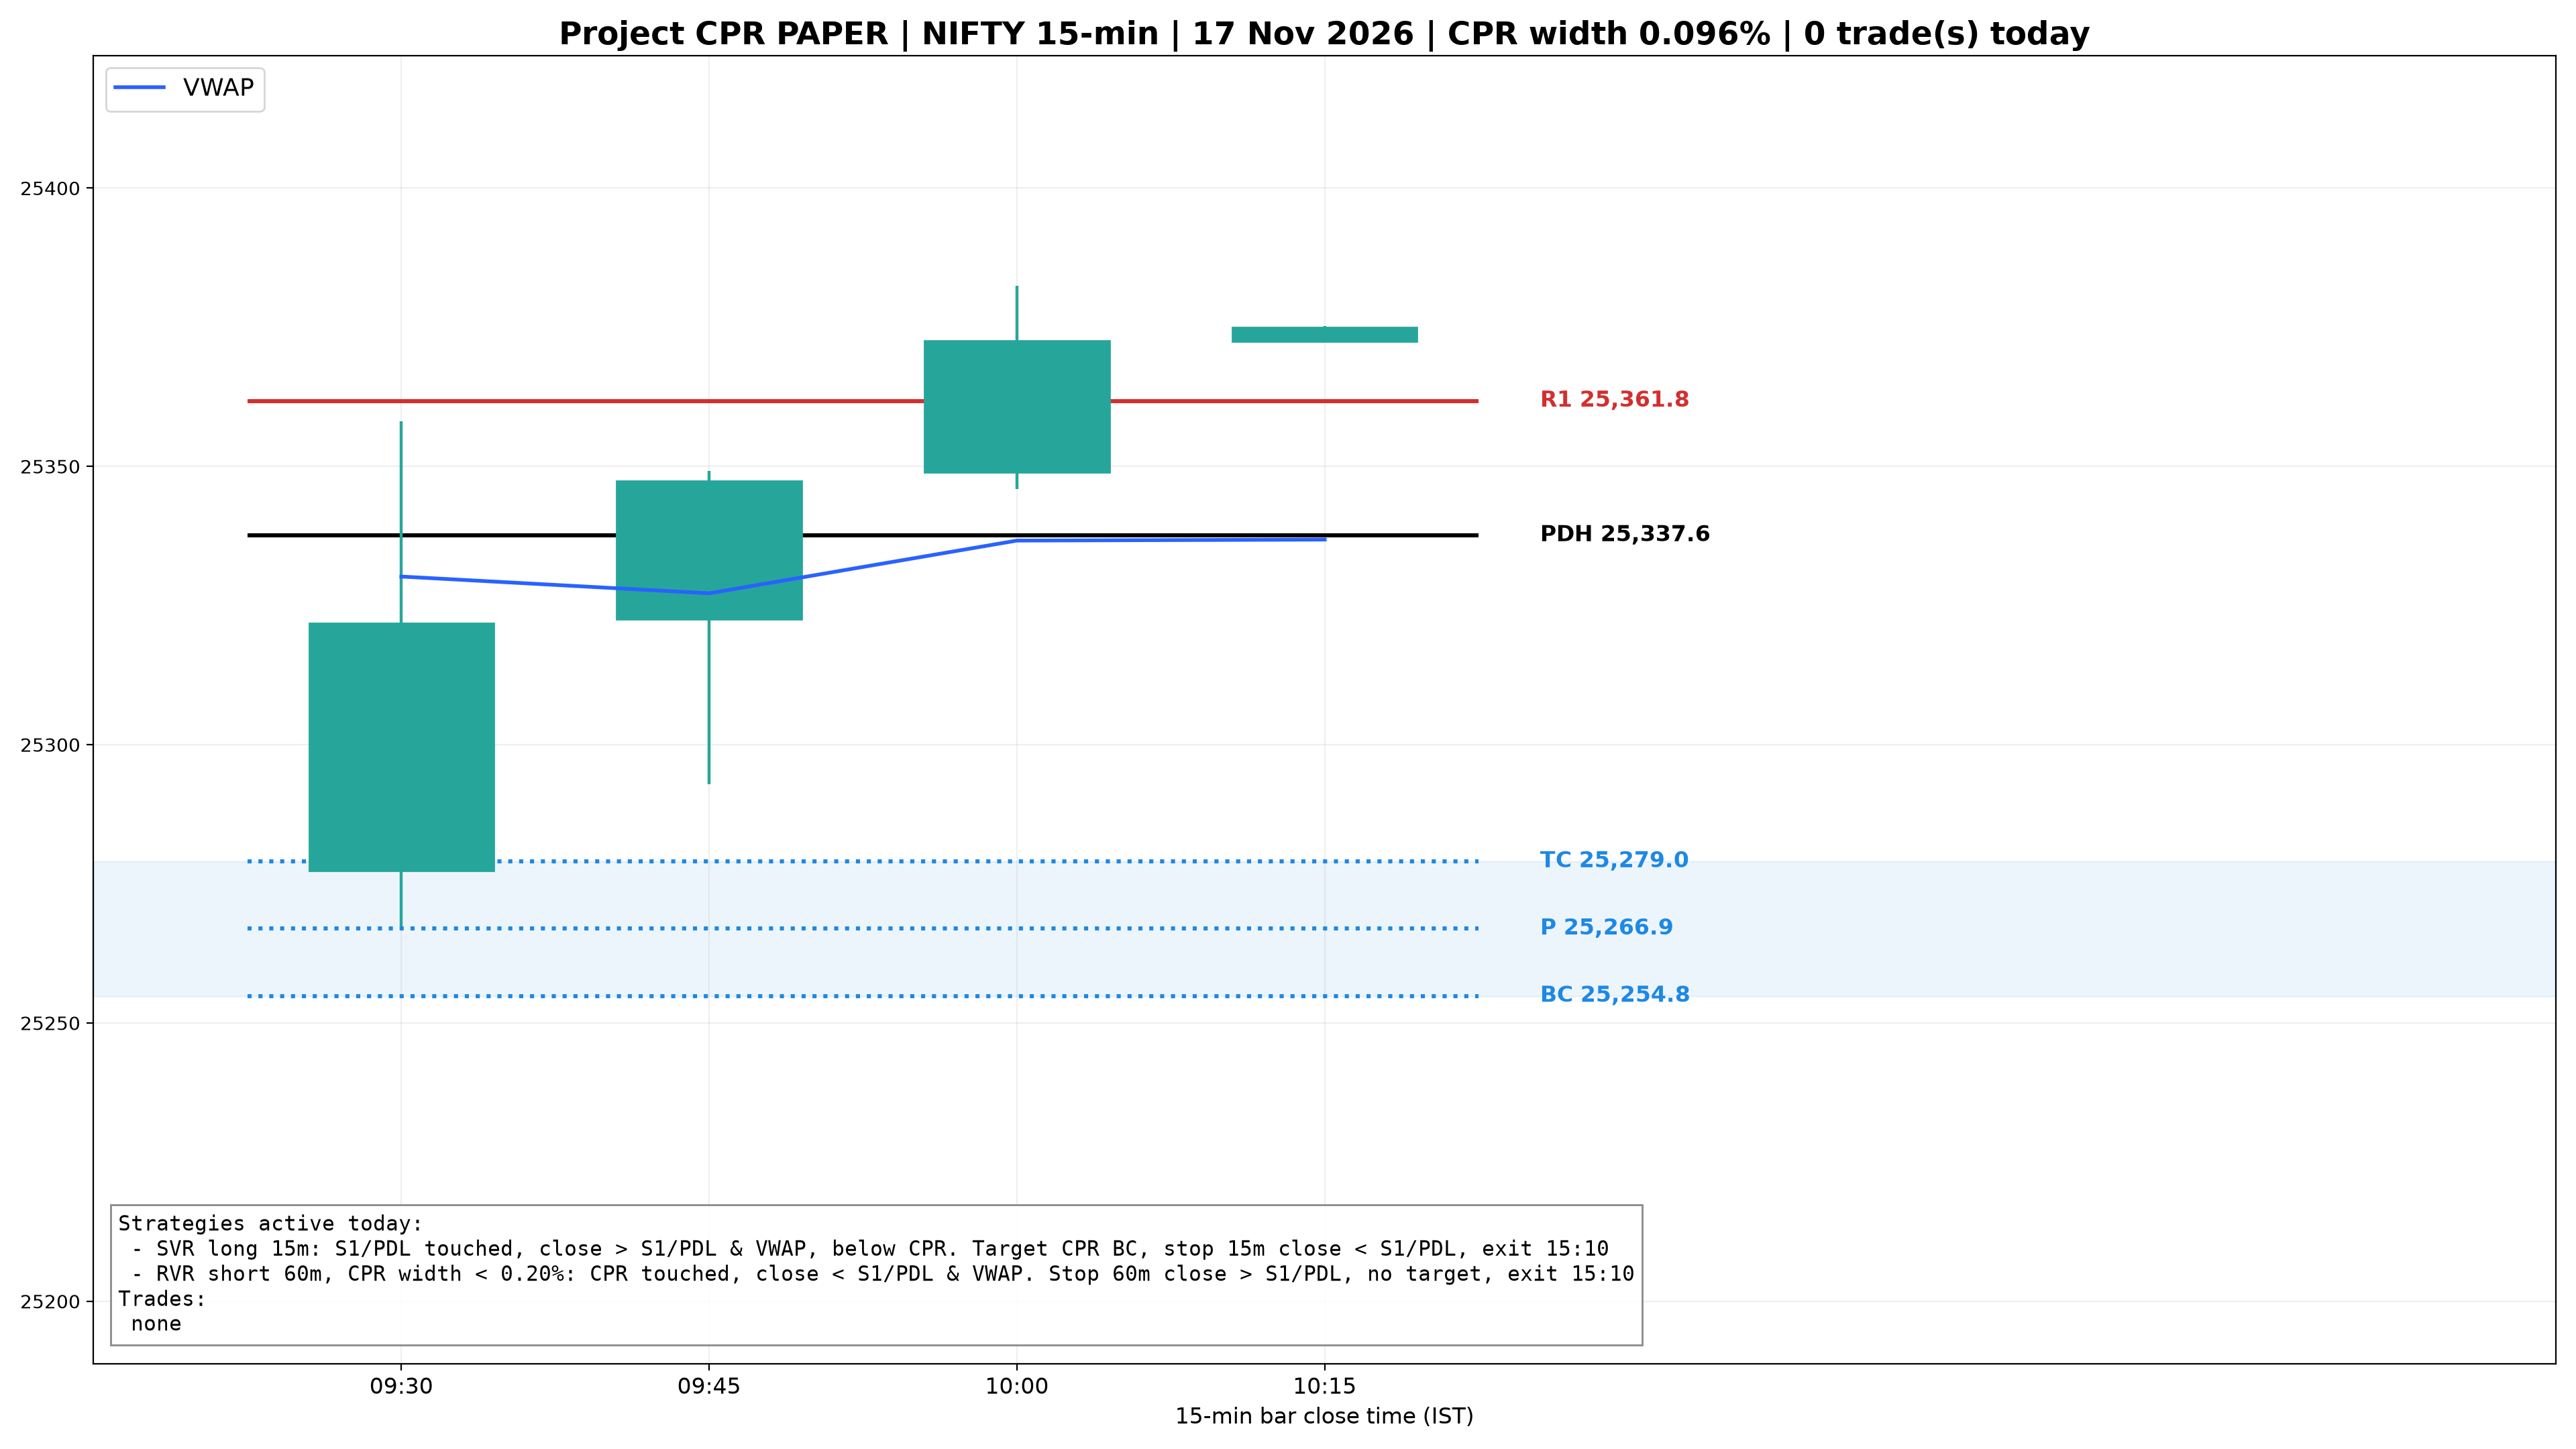 Project CPR PAPER | NIFTY 15-min | 17 Nov 2026 | CPR width 0.096% | 0 trade(s) today
VWAP
25400
R1 25,361.8
25350
PDH 25,337.6
25300
TC 25,279.0
P 25,266.9
BC 25,254.8
25250
Strategies active today:
- SVR long 15m: S1/PDL touched, close > S1/PDL & VWAP, below CPR. Target CPR BC, stop 15m close < S1/PDL, exit 15:10
- RVR short 60m, CPR width < 0.20%: CPR touched, close < S1/PDL & VWAP. Stop 60m close > S1/PDL, no target, exit 15:10
Trades:
none
25200
09:30 09:45 10:00 10:15
15-min bar close time (IST)